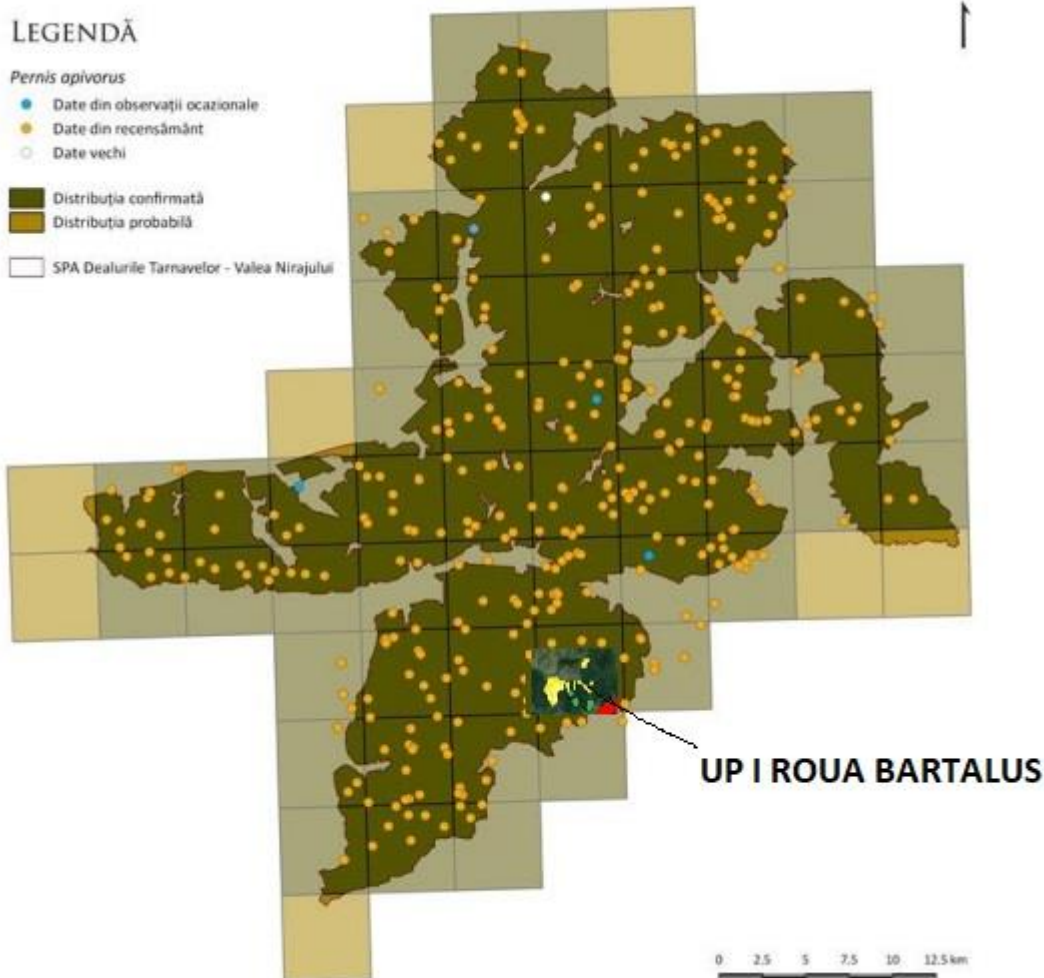 LEGENDĂ
Pernis apivorus
Date din observații ocazionale
Date din recensământ
Date vechi
Distribuția confirmată
Distribuția probabilă
SPA Dealurile Tarnavelor - Valea Nirajului
UP I ROUA BARTALUS
0 2.5 5 7.5 10 12.5 km